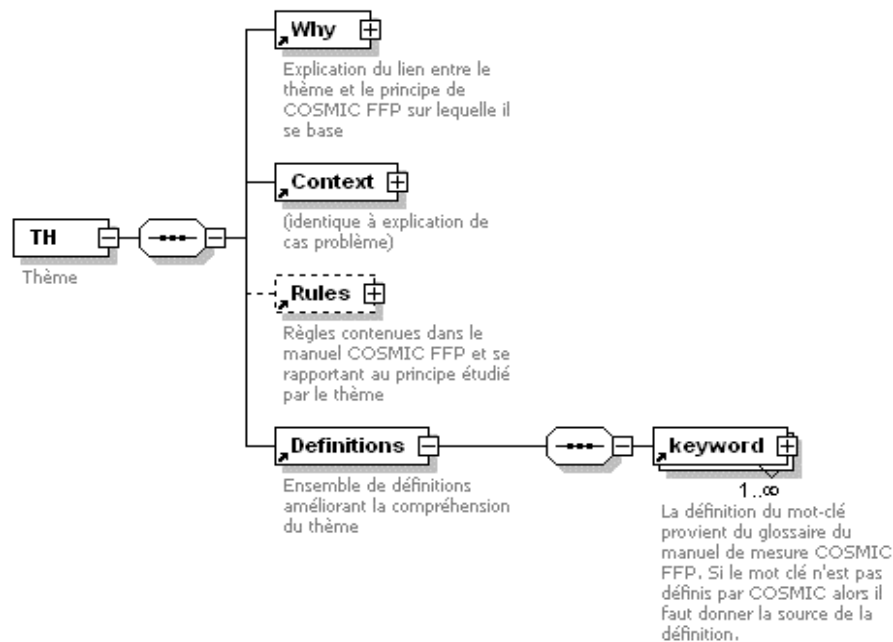 Why
Explication du lien entre le
thème et le principe de
COSMIC FFP sur lequelle il
se base
Context
(identique à explication de
cas problème)
TH
Thème
Rules
Règles contenues dans le
manuel COSMIC FFP et se
rapportant au principe étudié
par le thème
Definitions
Ensemble de définitions
améliorant la compréhension
du thème
keyword
1..∞
La définition du mot-clé
provient du glossaire du
manuel de mesure COSMIC
FFP. Si le mot clé n'est pas
définis par COSMIC alors il
faut donner la source de la
définition.